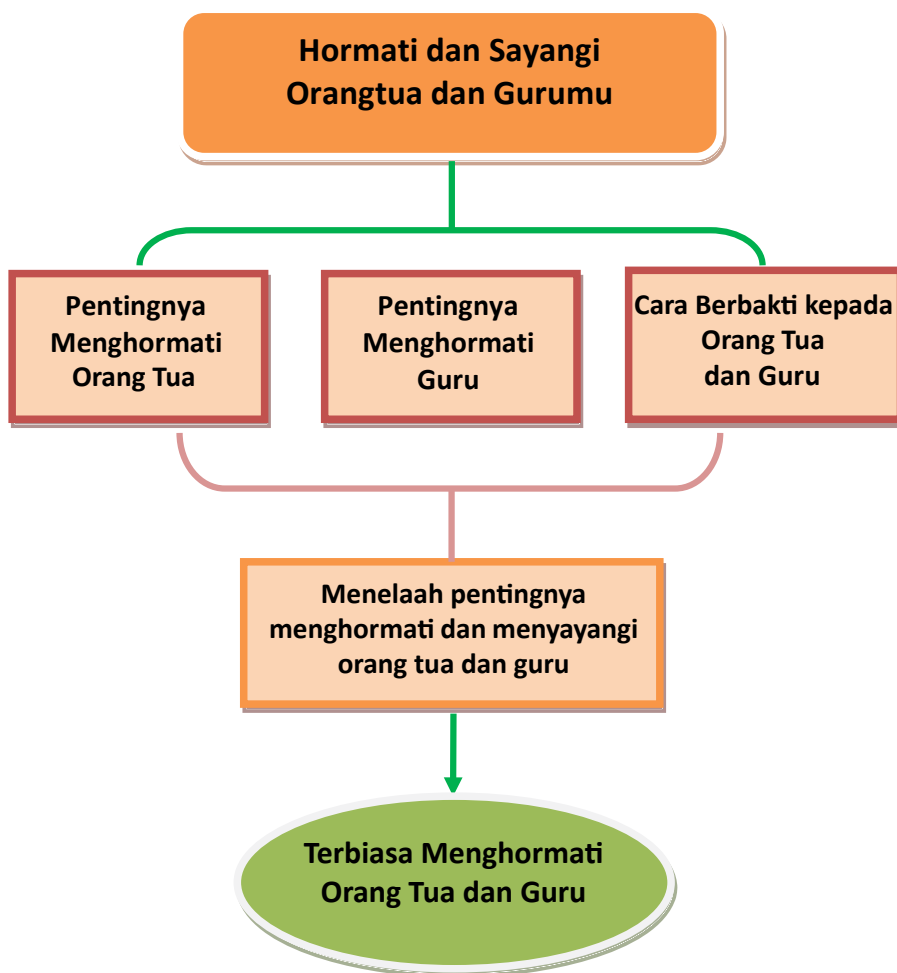 Hormati dan Sayangi
Orangtua dan Gurumu
Pentingnya
Menghormati
Orang Tua
Pentingnya
Menghormati
Guru
Cara Berbakti kepada
Orang Tua
dan Guru
Menelaah pentingnya
menghormati dan menyayangi
orang tua dan guru
Terbiasa Menghormati
Orang Tua dan Guru